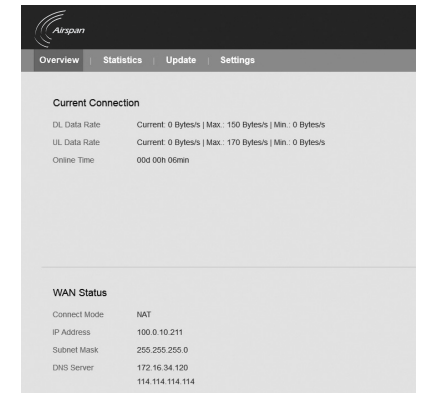 Airspan
Overview | Statistics | Update | Settings
Current Connection
DL Data Rate Current: 0 Bytes/s | Max.: 150 Bytes/s | Min.: 0 Bytes/s
UL Data Rate Current: 0 Bytes/s | Max.: 170 Bytes/s | Min.: 0 Bytes/s
Online Time 00d 00h 06min
WAN Status
Connect Mode NAT
IP Address 100.0.10.211
Subnet Mask 255.255.255.0
DNS Server 172.16.34.120
114.114.114.114